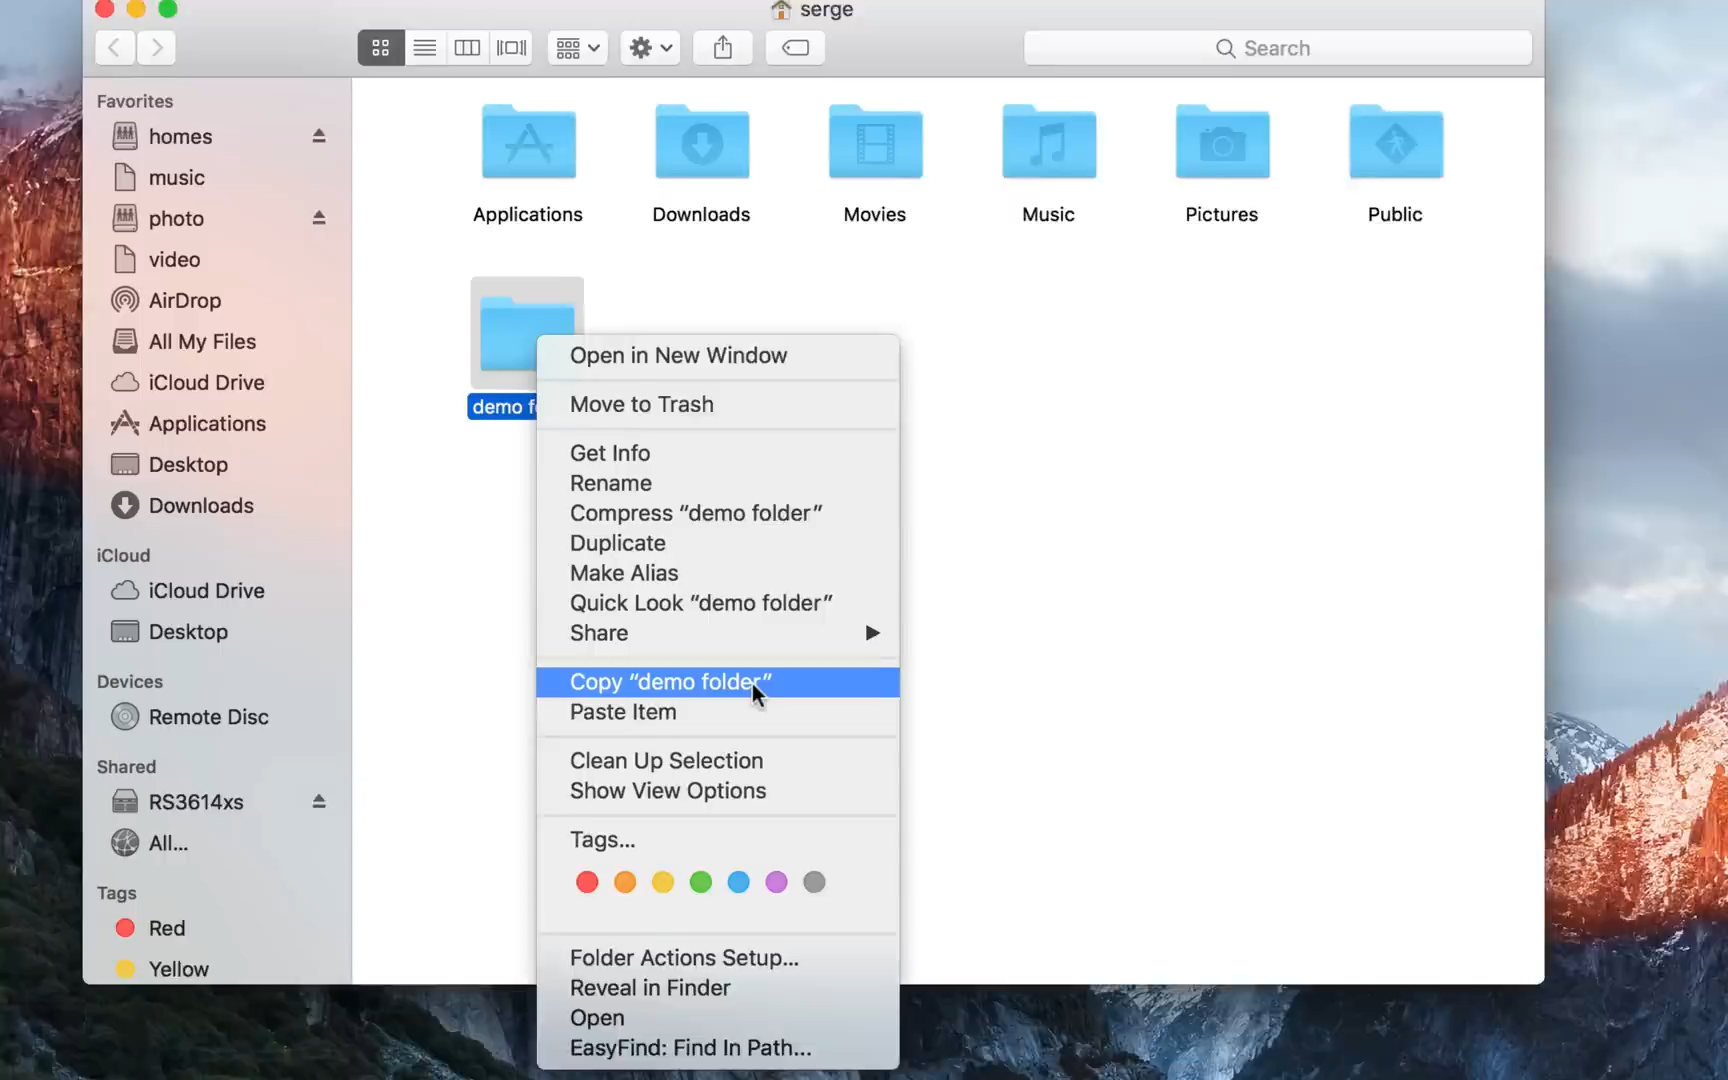 serge
Search
Favorites
homes
music
photo
video
AirDrop
All My Files
iCloud Drive
Applications
Desktop
Downloads
iCloud
iCloud Drive
Desktop
Devices
Remote Disc
Shared
RS3614xs
All...
Tags
Red
Yellow
Applications
Downloads
Movies
Music
Pictures
Public
demo f
Open in New Window
Move to Trash
Get Info
Rename
Compress “demo folder”
Duplicate
Make Alias
Quick Look “demo folder”
Share
Copy “demo folder”
Paste Item
Clean Up Selection
Show View Options
Tags...
Folder Actions Setup...
Reveal in Finder
Open
EasyFind: Find In Path...